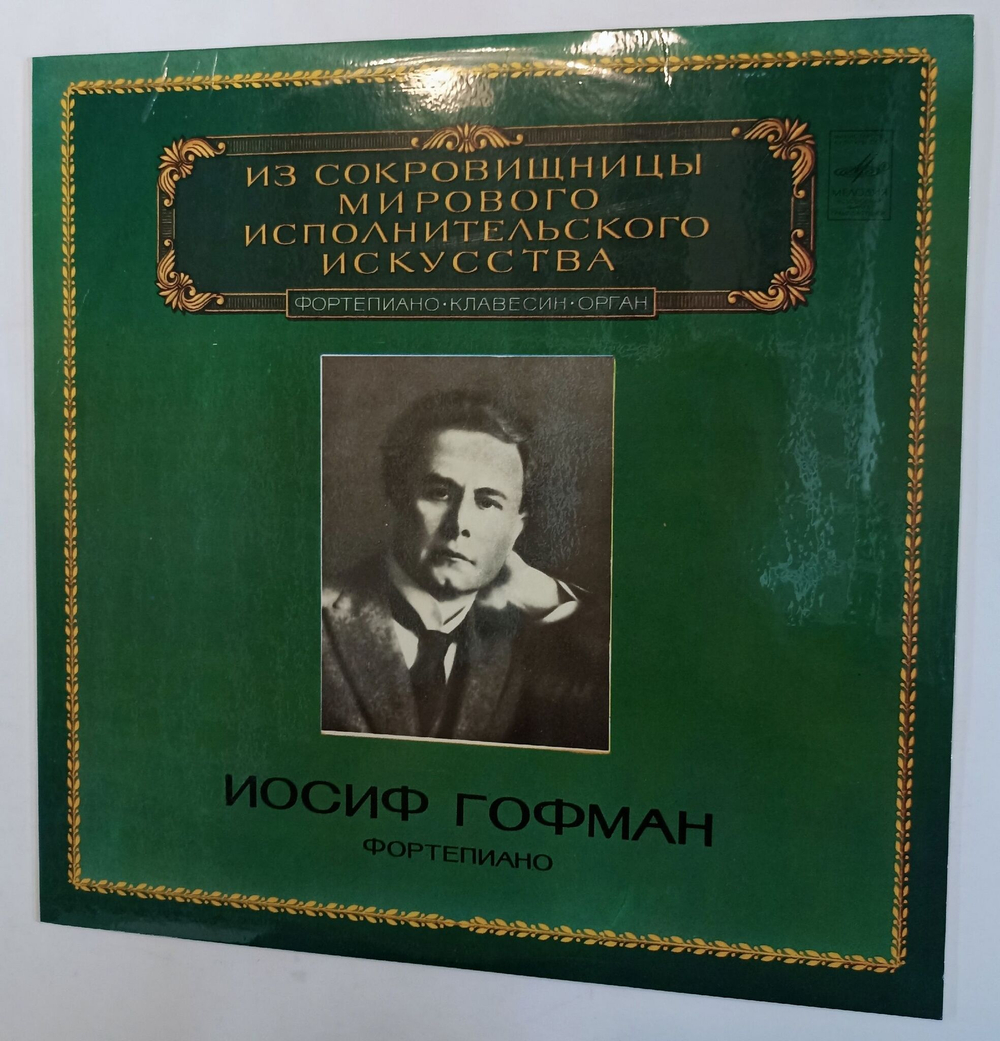 ИЗ СОКРОВИЩНИЦЫ
МИРОВОГО
ИСПОЛНИТЕЛЬСКОГО
ИСКУССТВА
ФОРТЕПИАНО·КЛАВЕСИН·ОРГАН
ИОСИФ ГОФМАН
ФОРТЕПИАНО